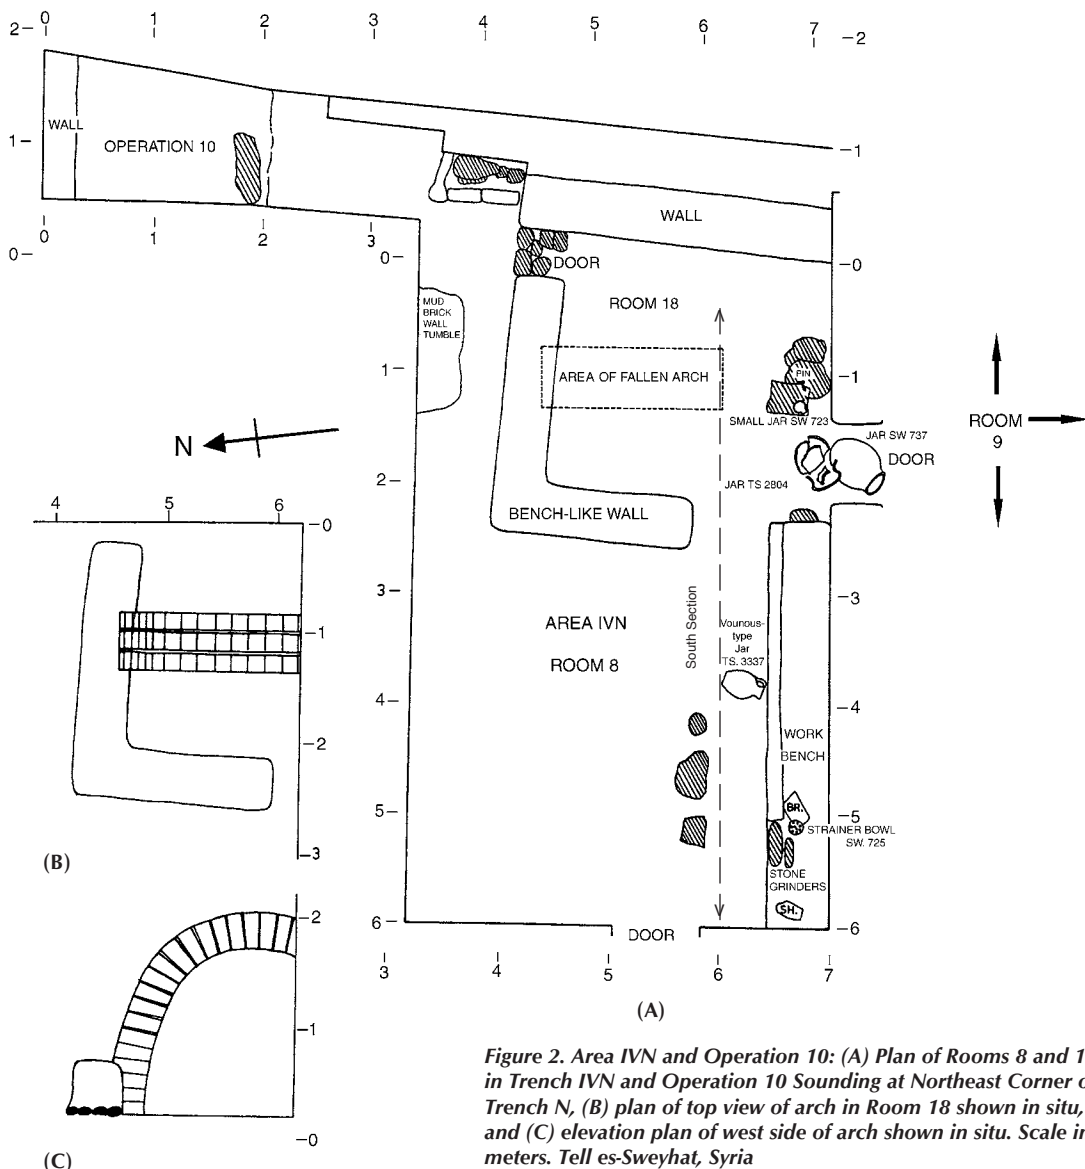 0 1 2 3 4 5 6 7
2
-2
WALL
OPERATION 10
1
-1
WALL
0 1 2 3
0
0
-0
DOOR
ROOM 18
MUD
BRICK
WALL
TUMBLE
PIN
1
AREA OF FALLEN ARCH
-1
SMALL JAR SW 723
ROOM
9
JAR SW 737
DOOR
N
2
JAR TS 2804
BENCH-LIKE WALL
4 5 6
-0
3
South Section
-3
Vounous-
type
Jar
TS. 3337
AREA IVN
ROOM 8
-1
4
-4
WORK
BENCH
-2
5
BR.
-5
STRAINER BOWL
SW. 725
-3
(B)
STONE
GRINDERS
SH.
6
-6
DOOR
3 4 5 6 7
(A)
-2
-1
-0
(C)
Figure 2. Area IVN and Operation 10: (A) Plan of Rooms 8 and 1
in Trench IVN and Operation 10 Sounding at Northeast Corner o
Trench N, (B) plan of top view of arch in Room 18 shown in situ,
and (C) elevation plan of west side of arch shown in situ. Scale in
meters. Tell es-Sweyhat, Syria